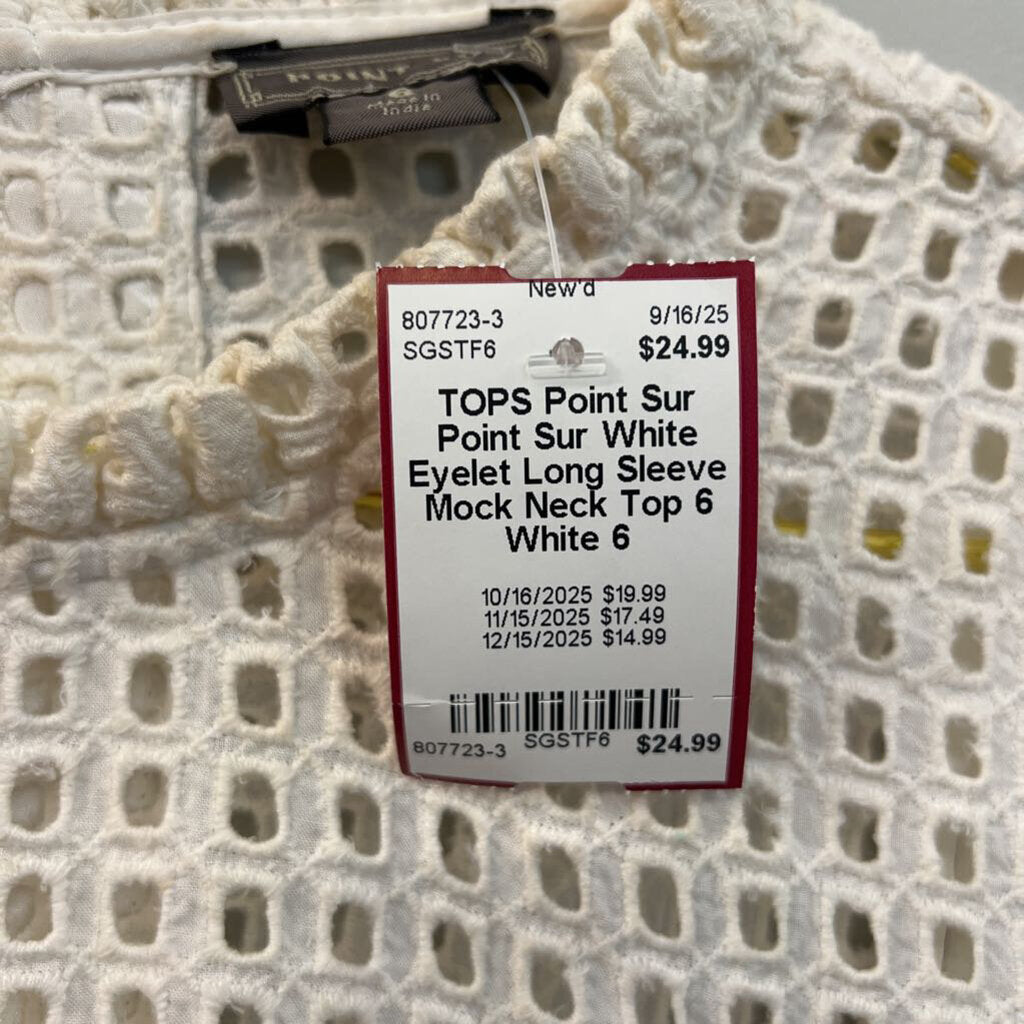 POINT
6
Made in
India
New'd
807723-3 9/16/25
SGSTF6 $24.99
TOPS Point Sur
Point Sur White
Eyelet Long Sleeve
Mock Neck Top 6
White 6
10/16/2025 $19.99
11/15/2025 $17.49
12/15/2025 $14.99
807723-3 SGSTF6 $24.99